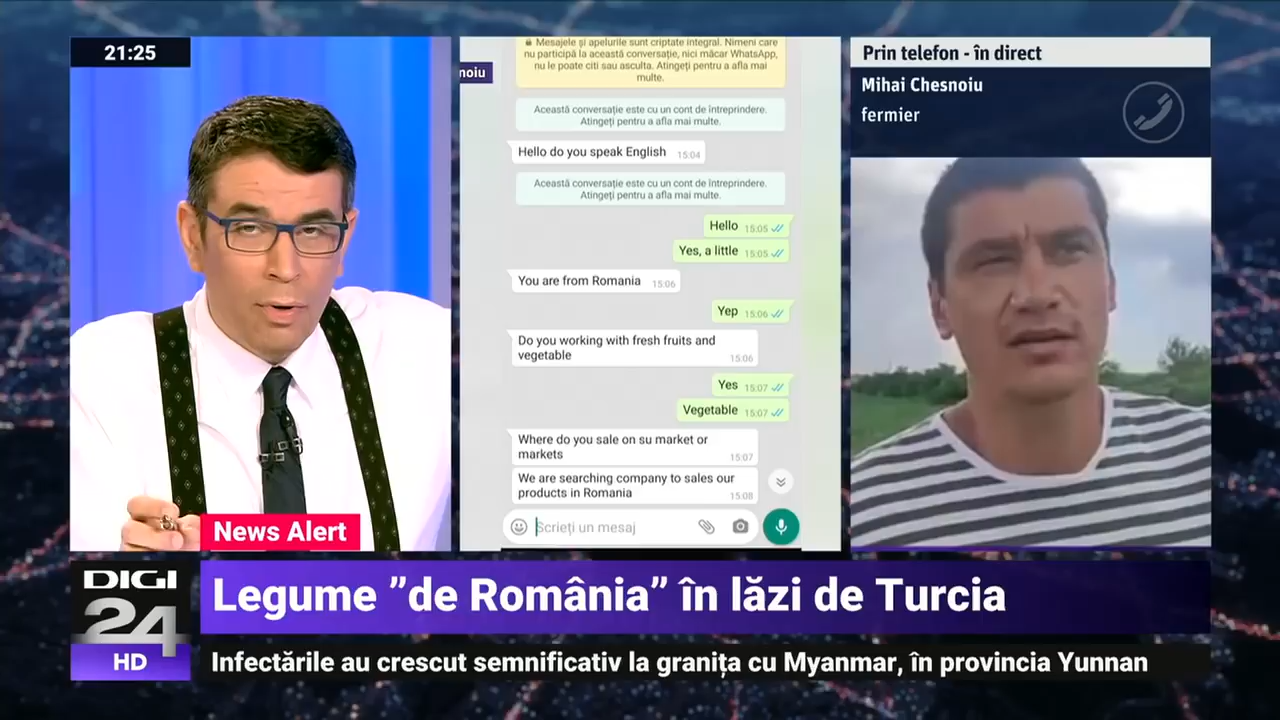 21:25
noiu
Mesajele și apelurile sunt criptate integral. Nimeni care
nu participă la această conversație, nici măcar WhatsApp,
nu le poate citi sau asculta. Atingeți pentru a afla mai
multe.
Această conversație este cu un cont de întreprindere.
Atingeți pentru a afla mai multe.
Hello do you speak English 15:04
Această conversație este cu un cont de întreprindere.
Atingeți pentru a afla mai multe.
Hello 15:05
Yes, a little 15:05
You are from Romania 15:06
Yep 15:06
Do you working with fresh fruits and
vegetable 15:06
Yes 15:07
Vegetable 15:07
Where do you sale on su market or
markets 15:07
We are searching company to sales our
products in Romania 15:08
Scrieți un mesaj
Prin telefon - în direct
Mihai Chesnoiu
fermier
News Alert
DIGI
24
HD
Legume ”de România” în lăzi de Turcia
Infectările au crescut semnificativ la granița cu Myanmar, în provincia Yunnan